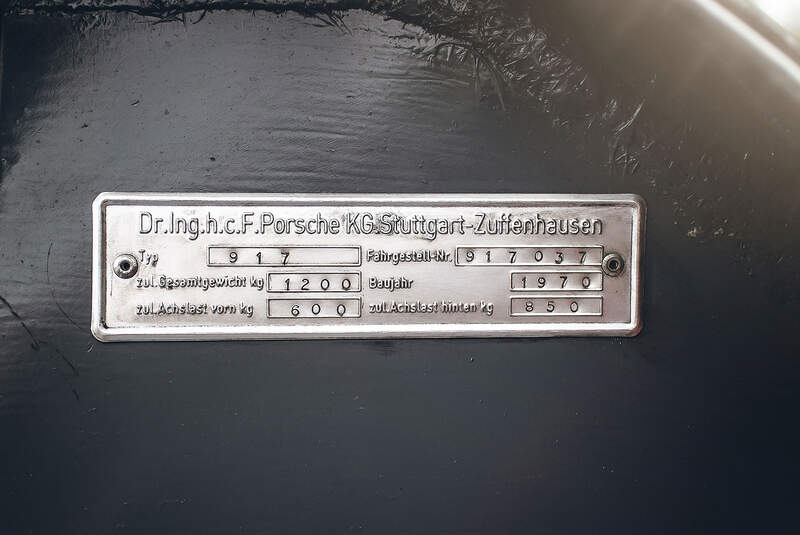 Dr.Ing.h.c.F.Porsche KG.Stuttgart-Zuffenhausen
Typ 917 Fahrgestell-Nr. 917037
zul.Gesamtgewicht kg 1200 Baujahr 1970
zul.Achslast vorn kg 600 zul.Achslast hinten kg 850